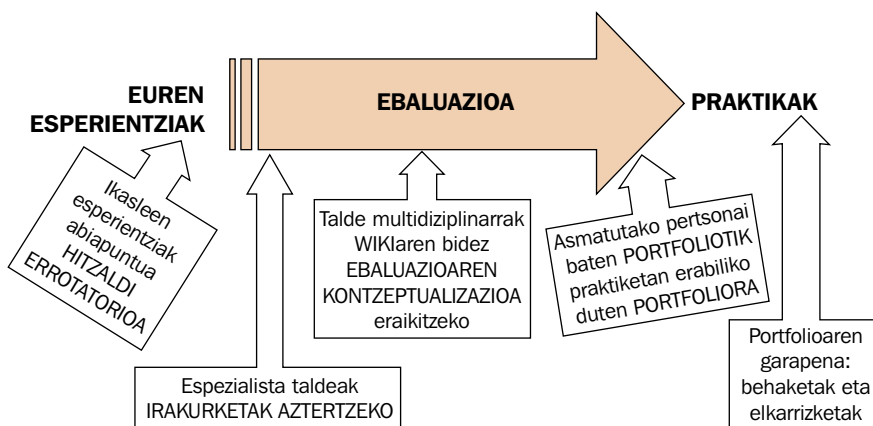 EUREN
ESPERIENTZIAK
EBALUAZIOA
PRAKTIKAK
Ikasleen
esperientziak
abiapuntua
HITZALDI
ERROTATORIOA
Espezialista taldeak
IRAKURKETAK AZTERTZEKO
Talde multidiziplinarrak
WIKIaren bidez
EBALUAZIOAREN
KONTZEPTUALIZAZIOA
eraikitzeko
Asmatutako pertsonai
baten PORTFOLIOTIK
praktiketan erabiliko
duten PORTFOLIORA
Portfolioaren
garapena:
behaketak eta
elkarrizketak